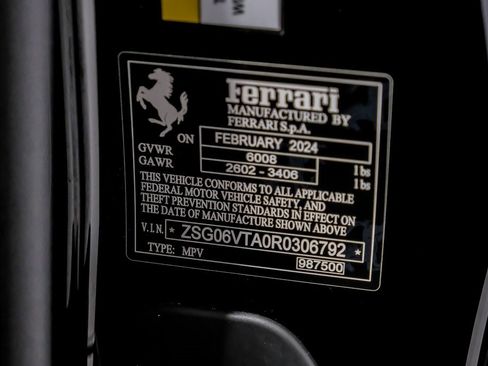 Ferrari
MANUFACTURED BY
FERRARI S.p.A.
ON FEBRUARY 2024
GVWR 6008 lbs
GAWR 2602-3406 lbs
THIS VEHICLE CONFORMS TO ALL APPLICABLE
FEDERAL MOTOR VEHICLE SAFETY, AND
THEFT PREVENTION STANDARDS IN EFFECT ON
THE DATE OF MANUFACTURE SHOWN ABOVE
V.I.N. * ZSG06VTA0R0306792 *
TYPE: MPV 987500